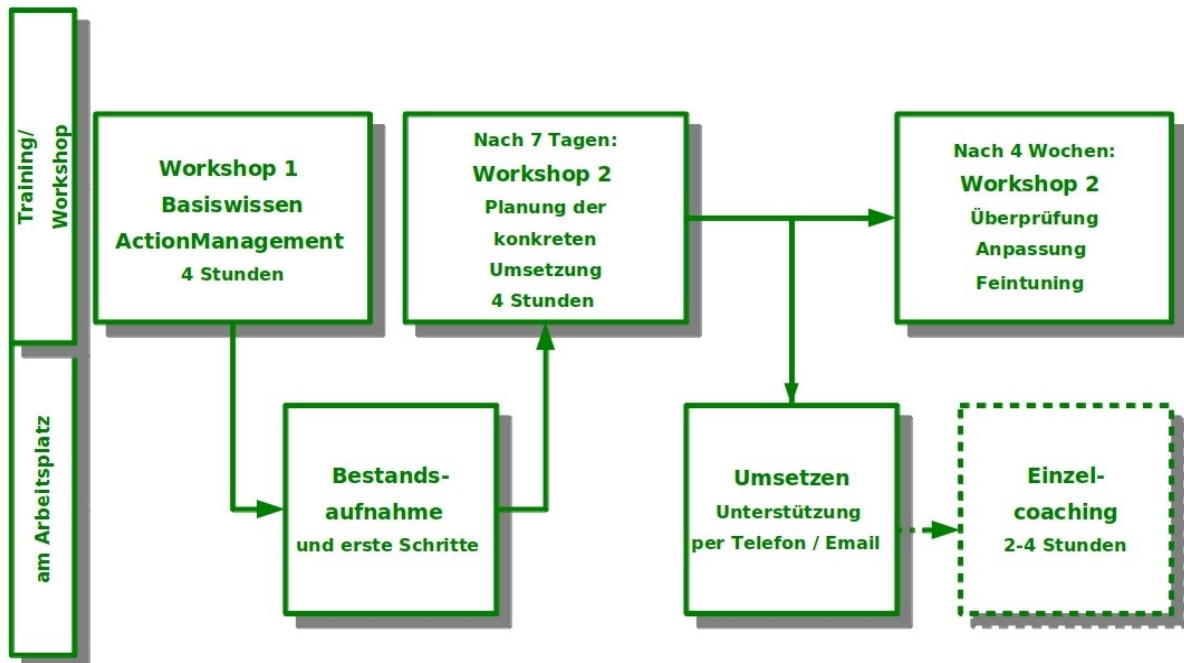 Training/
Workshop
Workshop 1
Basiswissen
ActionManagement
4 Stunden
Nach 7 Tagen:
Workshop 2
Planung der
konkreten
Umsetzung
4 Stunden
Nach 4 Wochen:
Workshop 2
Überprüfung
Anpassung
Feintuning
am Arbeitsplatz
Bestands-
aufnahme
und erste Schritte
Umsetzen
Unterstützung
per Telefon / Email
Einzel-
coaching
2-4 Stunden